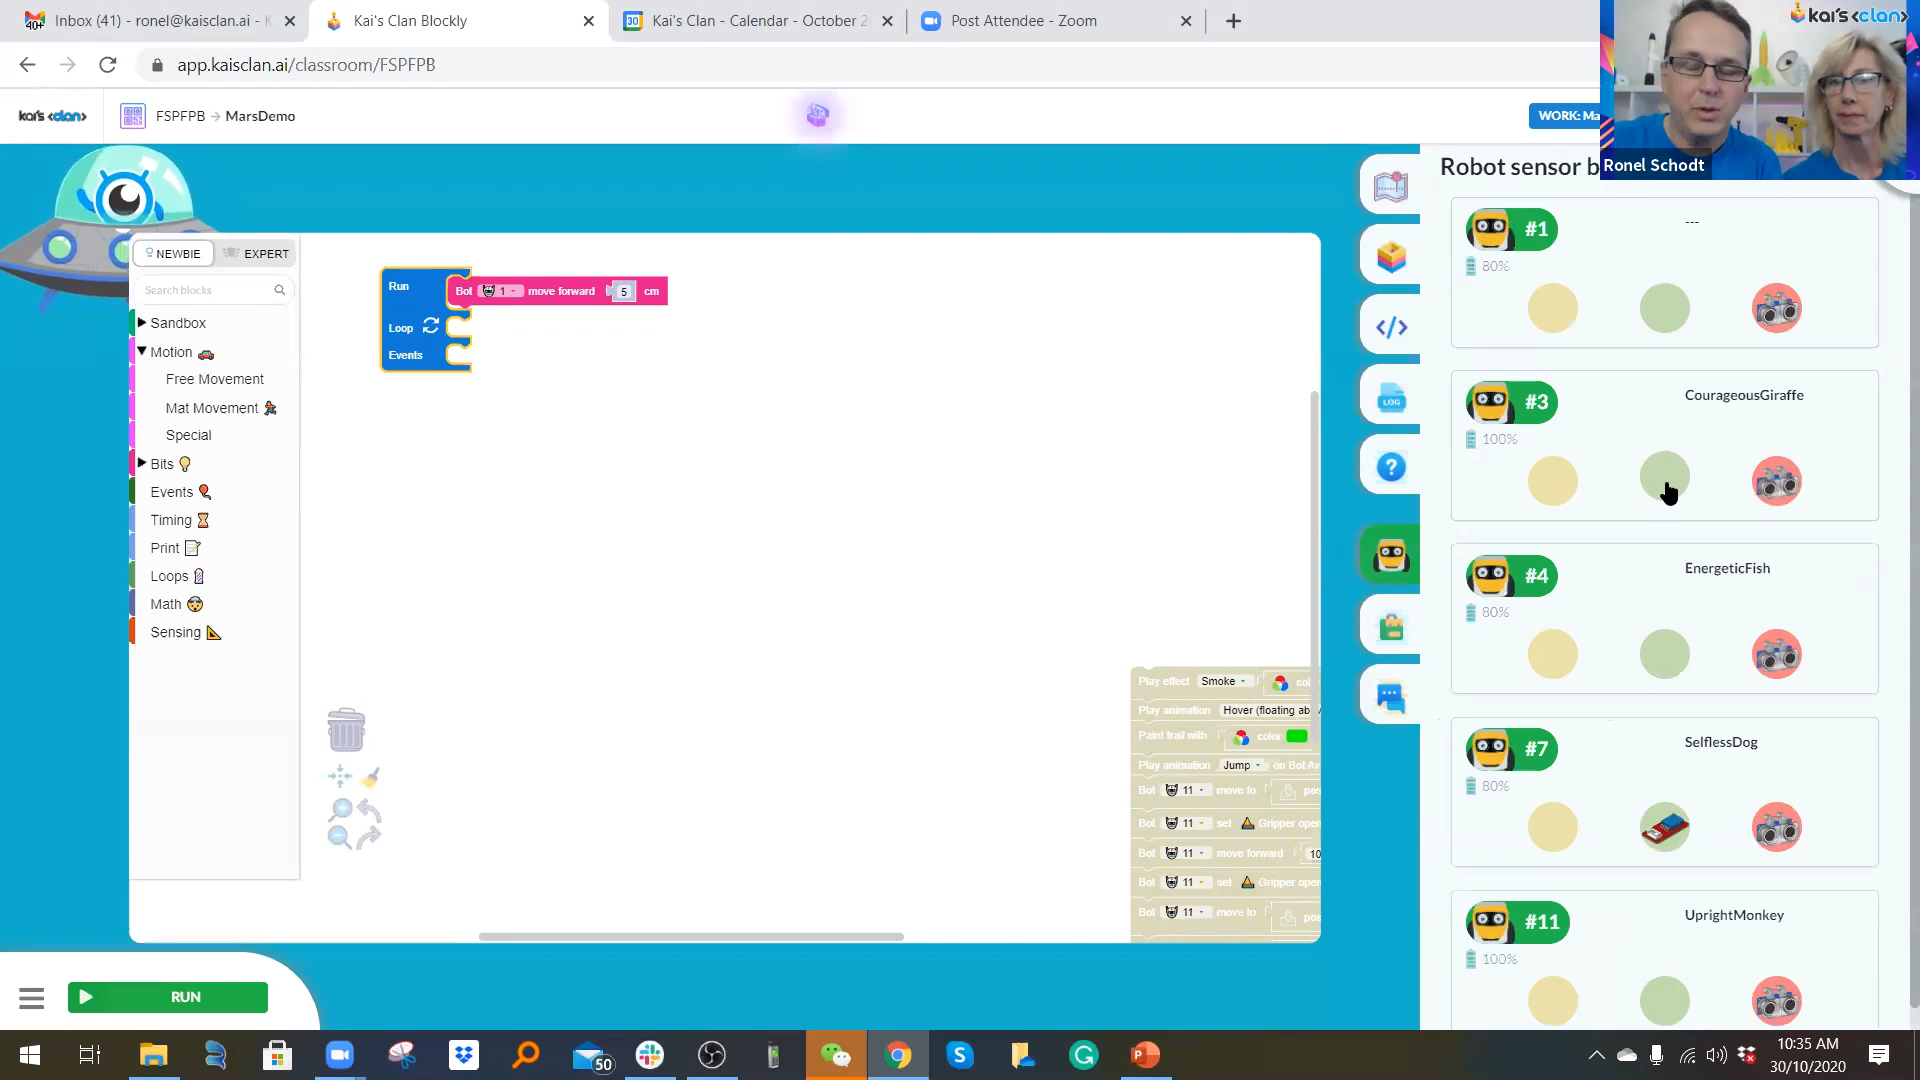 Inbox (41) - ronel@kaisclan.ai - K
Kai's Clan Blockly
Kai's Clan - Calendar - October 2
Post Attendee - Zoom
app.kaisclan.ai/classroom/FSPFPB
kai's <clan>
FSPFPB → MarsDemo
WORK: Ma
kai's <clan>
Ronel Schodt
NEWBIE
EXPERT
Search blocks
Sandbox
Motion
Free Movement
Mat Movement
Special
Bits
Events
Timing
Print
Loops
Math
Sensing
Run
Bot 1 move forward 5 cm
Loop
Events
Play effect Smoke
Play animation Hover (floating ab
Paint trail with color
Play animation Jump on Bot Av
Bot 11 move to pos
Bot 11 set Gripper open
Bot 11 move forward 10
Bot 11 set Gripper open
Bot 11 move to pos
</>
LOG
?
Robot sensor b
#1
---
80%
#3
CourageousGiraffe
100%
#4
EnergeticFish
80%
#7
SelflessDog
80%
#11
UprightMonkey
100%
RUN
50
10:35 AM
30/10/2020